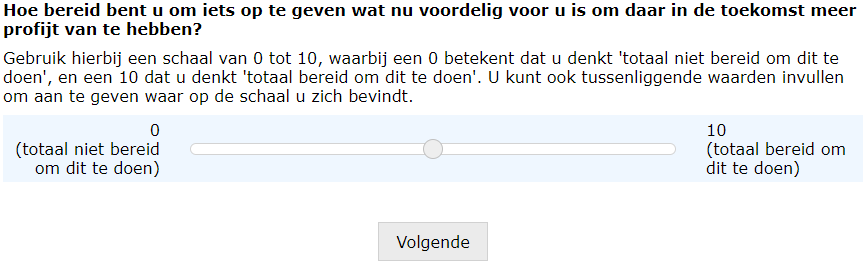 Hoe bereid bent u om iets op te geven wat nu voordelig voor u is om daar in de toekomst meer
profijt van te hebben?
Gebruik hierbij een schaal van 0 tot 10, waarbij een 0 betekent dat u denkt 'totaal niet bereid om dit te
doen', en een 10 dat u denkt 'totaal bereid om dit te doen'. U kunt ook tussenliggende waarden invullen
om aan te geven waar op de schaal u zich bevindt.
0
(totaal niet bereid
om dit te doen)
10
(totaal bereid om
dit te doen)
Volgende